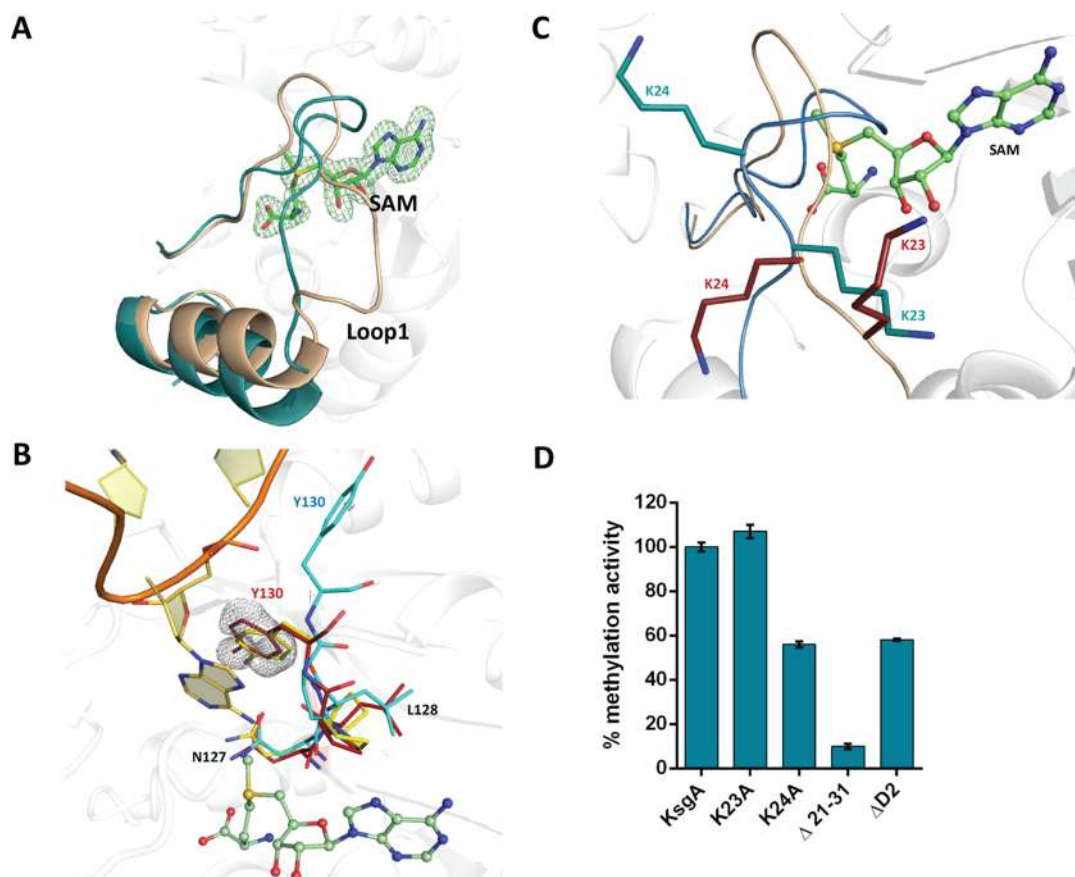 A
SAM
Loop1
B
Y130
Y130
L128
N127
C
K24
SAM
K23
K24
K23
D
% methylation activity
120
100
80
60
40
20
0
KsgA
K23A
K24A
Δ 21-31
ΔD2